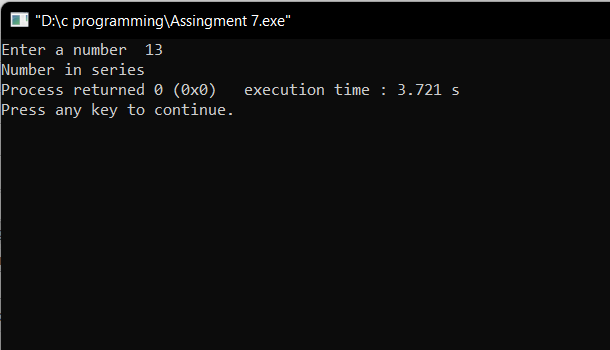 "D:\c programming\Assingment 7.exe"
Enter a number  13
Number in series
Process returned 0 (0x0)   execution time : 3.721 s
Press any key to continue.